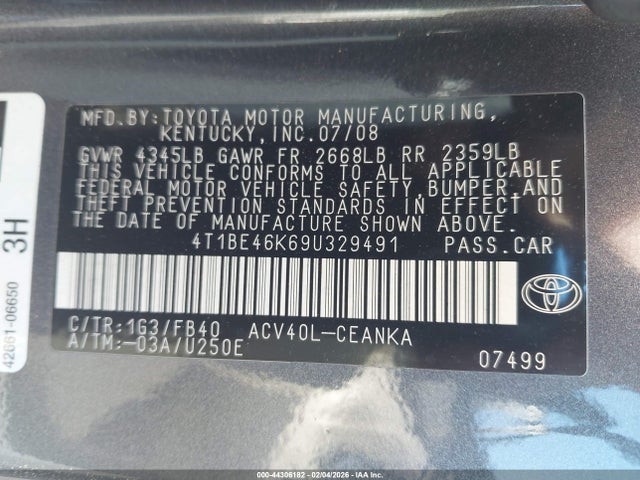 MFD.BY: TOYOTA MOTOR MANUFACTURING,
KENTUCKY, INC. 07/08
GVWR 4345LB GAWR FR 2668LB RR 2359LB
THIS VEHICLE CONFORMS TO ALL APPLICABLE
FEDERAL MOTOR VEHICLE SAFETY, BUMPER, AND
THEFT PREVENTION STANDARDS IN EFFECT ON
THE DATE OF MANUFACTURE SHOWN ABOVE.
4T1BE46K69U329491 PASS.CAR
C/TR:1G3/FB40 ACV40L-CEANKA
A/TM:-03A/U250E 07499
3H
42661-06650
000-44306182 - 02/04/2026 - IAA Inc.